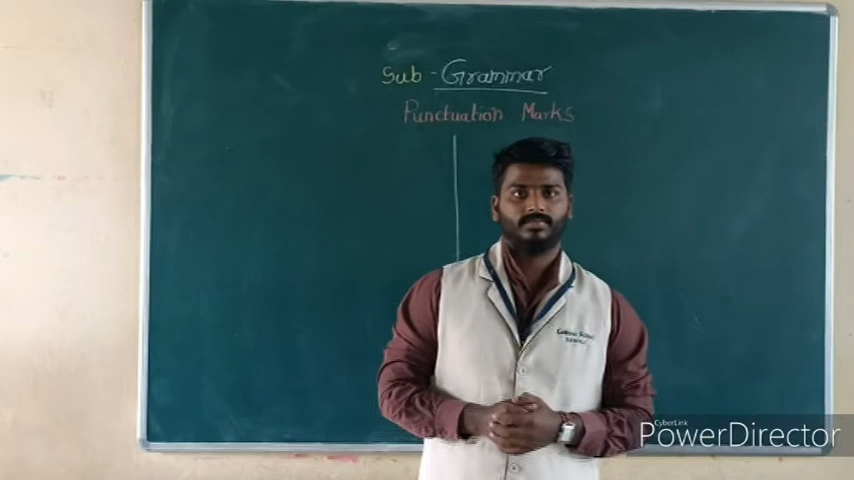 Sub - Grammar
Punctuation Marks
CyberLink
PowerDirector